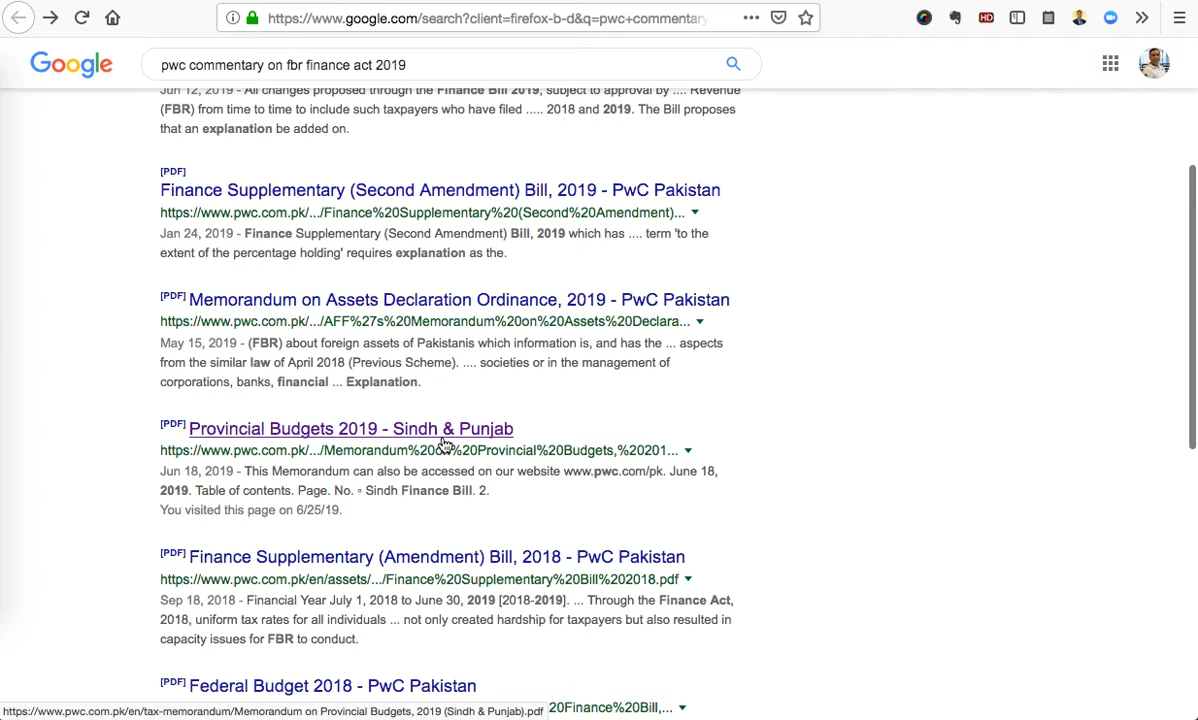 https://www.google.com/search?client=firefox-b-d&q=pwc+commentary
HD
Google
pwc commentary on fbr finance act 2019
Jun 12, 2019 - All changes proposed through the Finance Bill 2019, subject to approval by .... Revenue
(FBR) from time to time to include such taxpayers who have filed ..... 2018 and 2019. The Bill proposes
that an explanation be added on.
[PDF]
Finance Supplementary (Second Amendment) Bill, 2019 - PwC Pakistan
https://www.pwc.com.pk/.../Finance%20Supplementary%20(Second%20Amendment)...
Jan 24, 2019 - Finance Supplementary (Second Amendment) Bill, 2019 which has .... term 'to the
extent of the percentage holding' requires explanation as the.
[PDF] Memorandum on Assets Declaration Ordinance, 2019 - PwC Pakistan
https://www.pwc.com.pk/.../AFF%27s%20Memorandum%20on%20Assets%20Declara...
May 15, 2019 - (FBR) about foreign assets of Pakistanis which information is, and has the ... aspects
from the similar law of April 2018 (Previous Scheme). .... societies or in the management of
corporations, banks, financial ... Explanation.
[PDF] Provincial Budgets 2019 - Sindh & Punjab
https://www.pwc.com.pk/.../Memorandum%20on%20Provincial%20Budgets,%20201...
Jun 18, 2019 - This Memorandum can also be accessed on our website www.pwc.com/pk. June 18,
2019. Table of contents. Page. No. ▫ Sindh Finance Bill. 2.
You visited this page on 6/25/19.
[PDF] Finance Supplementary (Amendment) Bill, 2018 - PwC Pakistan
https://www.pwc.com.pk/en/assets/.../Finance%20Supplementary%20Bill%202018.pdf
Sep 18, 2018 - Financial Year July 1, 2018 to June 30, 2019 [2018-2019]. ... Through the Finance Act,
2018, uniform tax rates for all individuals ... not only created hardship for taxpayers but also resulted in
capacity issues for FBR to conduct.
[PDF] Federal Budget 2018 - PwC Pakistan
20Finance%20Bill,...
https://www.pwc.com.pk/en/tax-memorandum/Memorandum on Provincial Budgets, 2019 (Sindh & Punjab).pdf